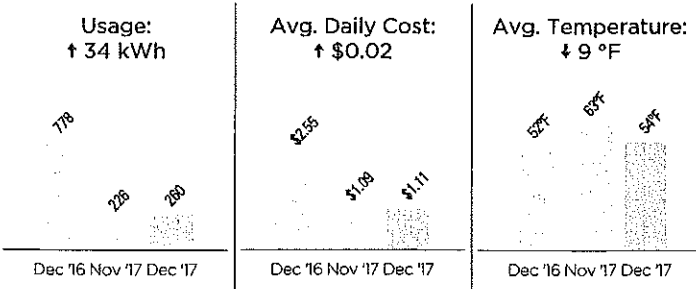 Usage:
↑ 34 kWh
778
226
260
Dec '16 Nov '17 Dec '17
Avg. Daily Cost:
↑ $0.02
$2.55
$1.09
$1.11
Dec '16 Nov '17 Dec '17
Avg. Temperature:
↓ 9 °F
52°F
63°F
54°F
Dec '16 Nov '17 Dec '17